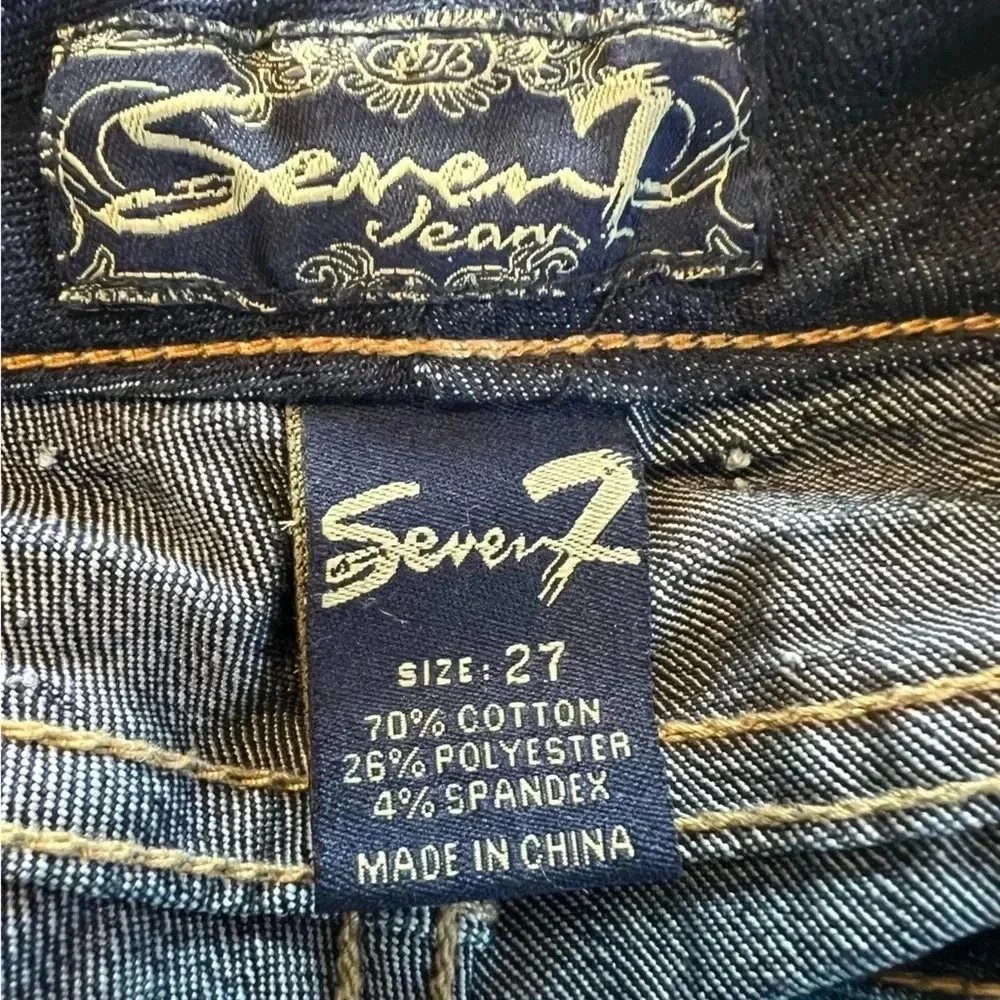 Seven7
Jeans
Seven7
SIZE: 27
70% COTTON
26% POLYESTER
4% SPANDEX
MADE IN CHINA